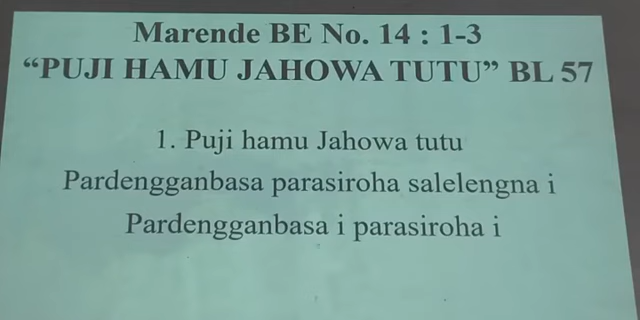 Marende BE No. 14 : 1-3
“PUJI HAMU JAHOWA TUTU” BL 57
1. Puji hamu Jahowa tutu
Pardengganbasa parasiroha salelengna i
Pardengganbasa i parasiroha i